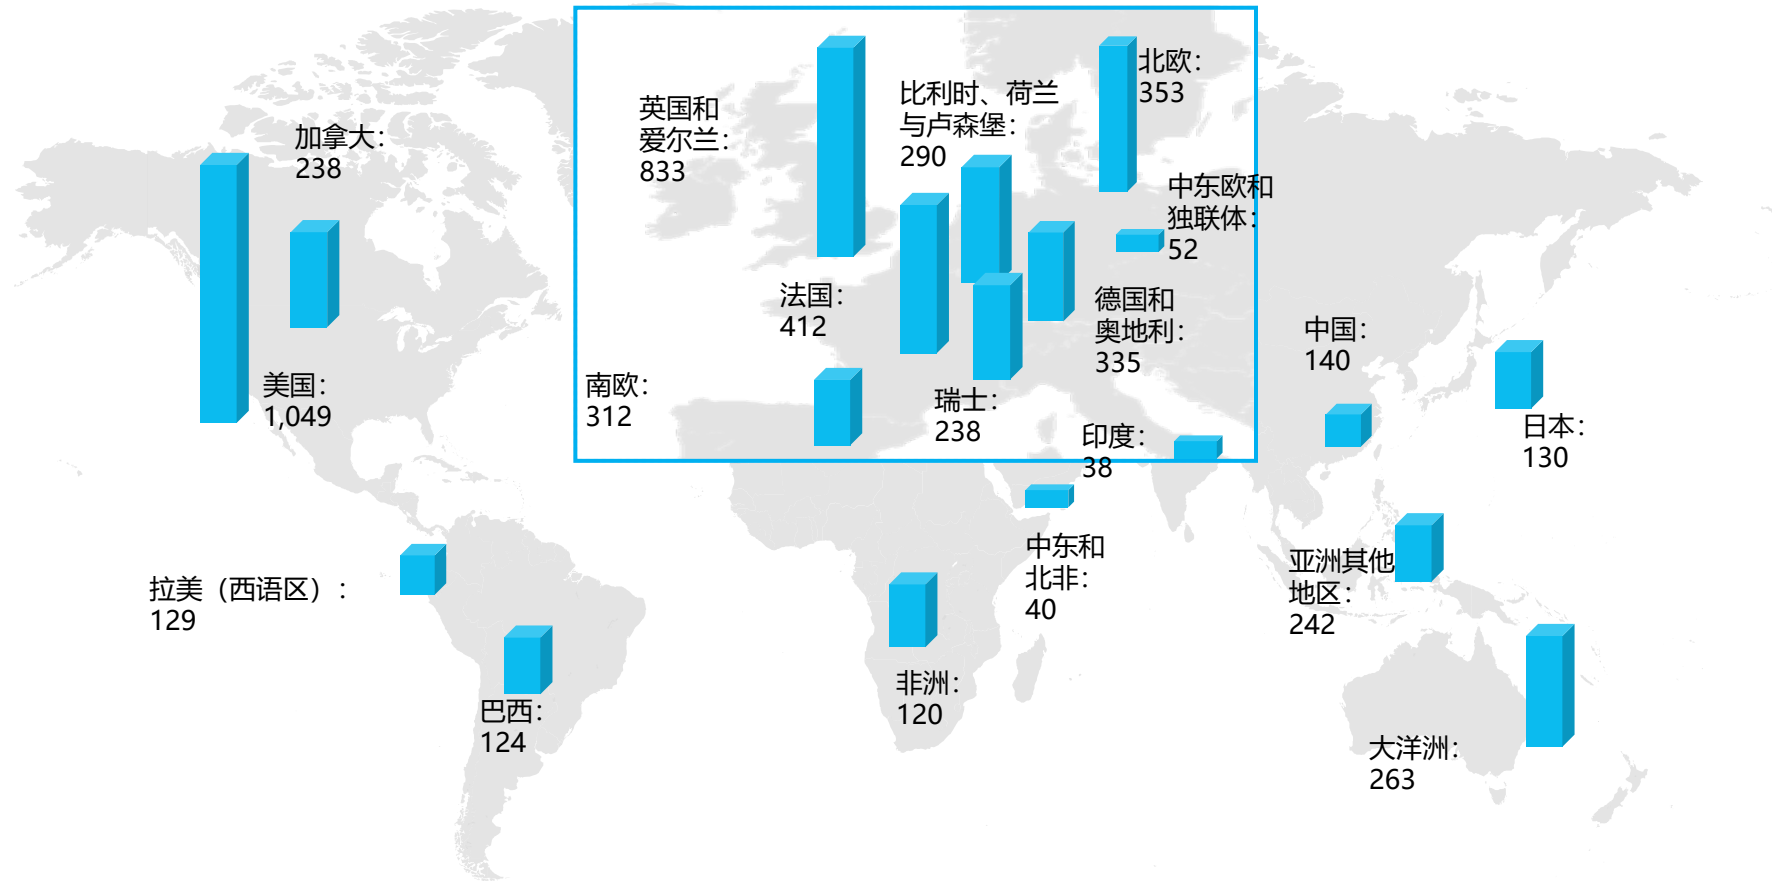 加拿大：
238
美国：
1,049
拉美（西语区）：
129
巴西：
124
英国和
爱尔兰：
833
比利时、荷兰
与卢森堡：
290
北欧：
353
中东欧和
独联体：
52
法国：
412
德国和
奥地利：
335
南欧：
312
瑞士：
238
印度：
38
中东和
北非：
40
非洲：
120
中国：
140
日本：
130
亚洲其他
地区：
242
大洋洲：
263